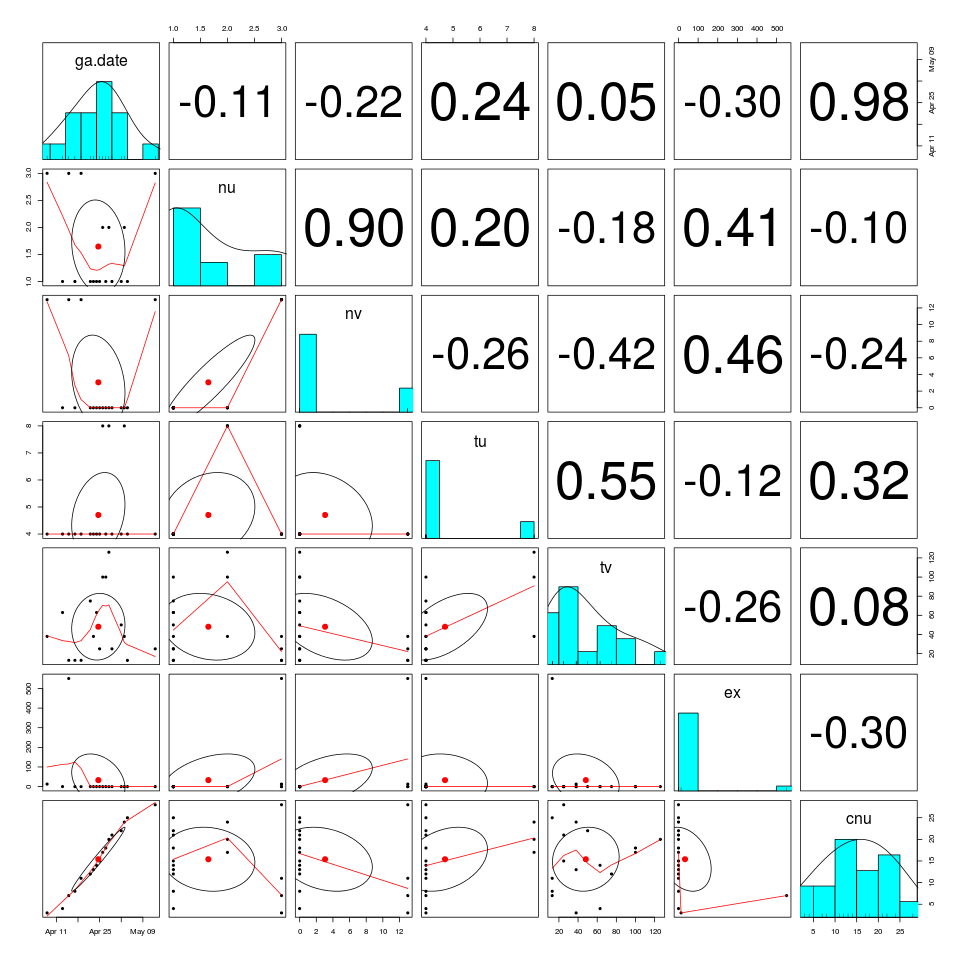 1.0 1.5 2.0 2.5 3.0
4 5 6 7 8
0 100 200 300 400 500
ga.date
-0.11
-0.22
0.24
0.05
-0.30
0.98
Apr 11 Apr 25 May 09
1.0 1.5 2.0 2.5 3.0
nu
0.90
0.20
-0.18
0.41
-0.10
nv
-0.26
-0.42
0.46
-0.24
0 2 4 6 8 10 12
4 5 6 7 8
tu
0.55
-0.12
0.32
tv
-0.26
0.08
20 40 60 80 100 120
0 100 200 300 400 500
ex
-0.30
cnu
5 10 15 20 25
Apr 11 Apr 25 May 09
0 2 4 6 8 10 12
20 40 60 80 100 120
5 10 15 20 25